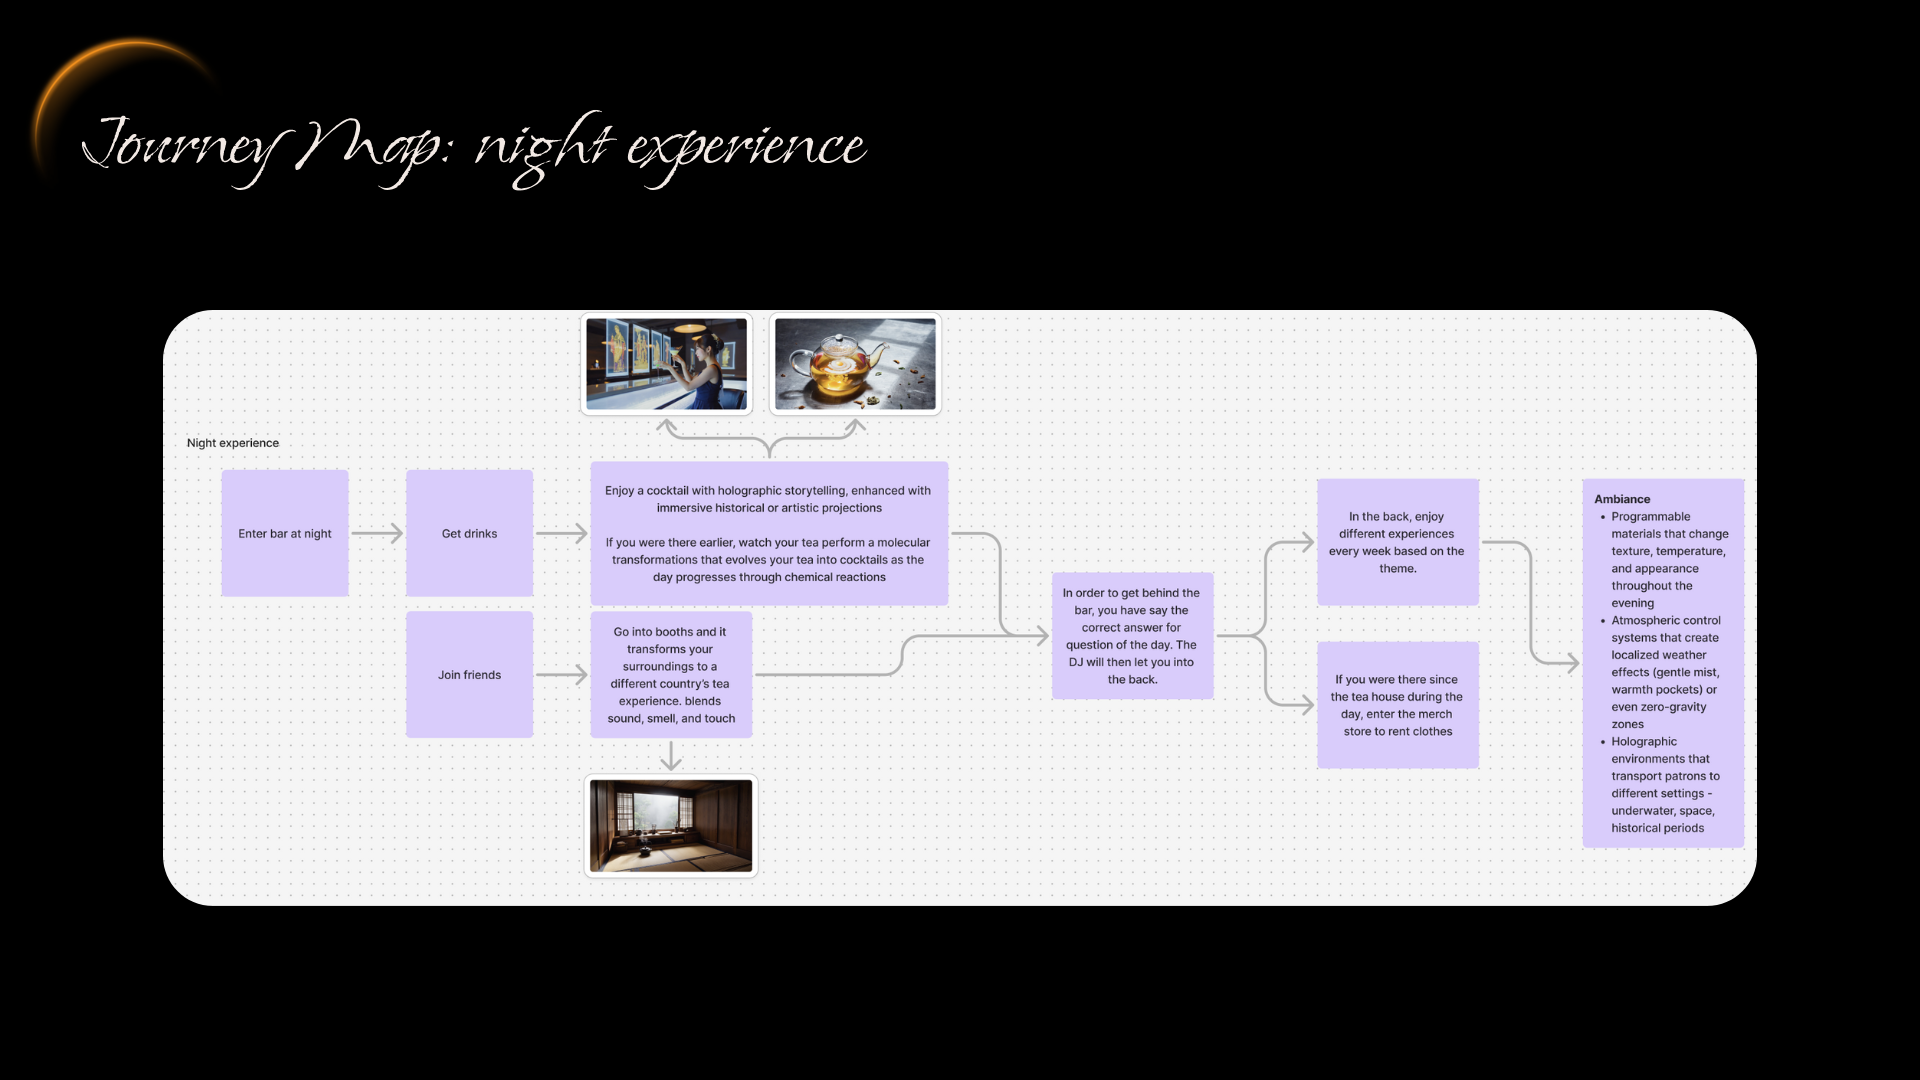 Journey Map: night experience
Night experience
Enter bar at night
Get drinks
Enjoy a cocktail with holographic storytelling, enhanced with
immersive historical or artistic projections
If you were there earlier, watch your tea perform a molecular
transformations that evolves your tea into cocktails as the
day progresses through chemical reactions
Join friends
Go into booths and it
transforms your
surroundings to a
different country's tea
experience. blends
sound, smell, and touch
In order to get behind the
bar, you have say the
correct answer for
question of the day. The
DJ will then let you into
the back.
In the back, enjoy
different experiences
every week based on the
theme.
If you were there since
the tea house during the
day, enter the merch
store to rent clothes
Ambiance
• Programmable
materials that change
texture, temperature,
and appearance
throughout the
evening
• Atmospheric control
systems that create
localized weather
effects (gentle mist,
warmth pockets) or
even zero-gravity
zones
• Holographic
environments that
transport patrons to
different settings -
underwater, space,
historical periods